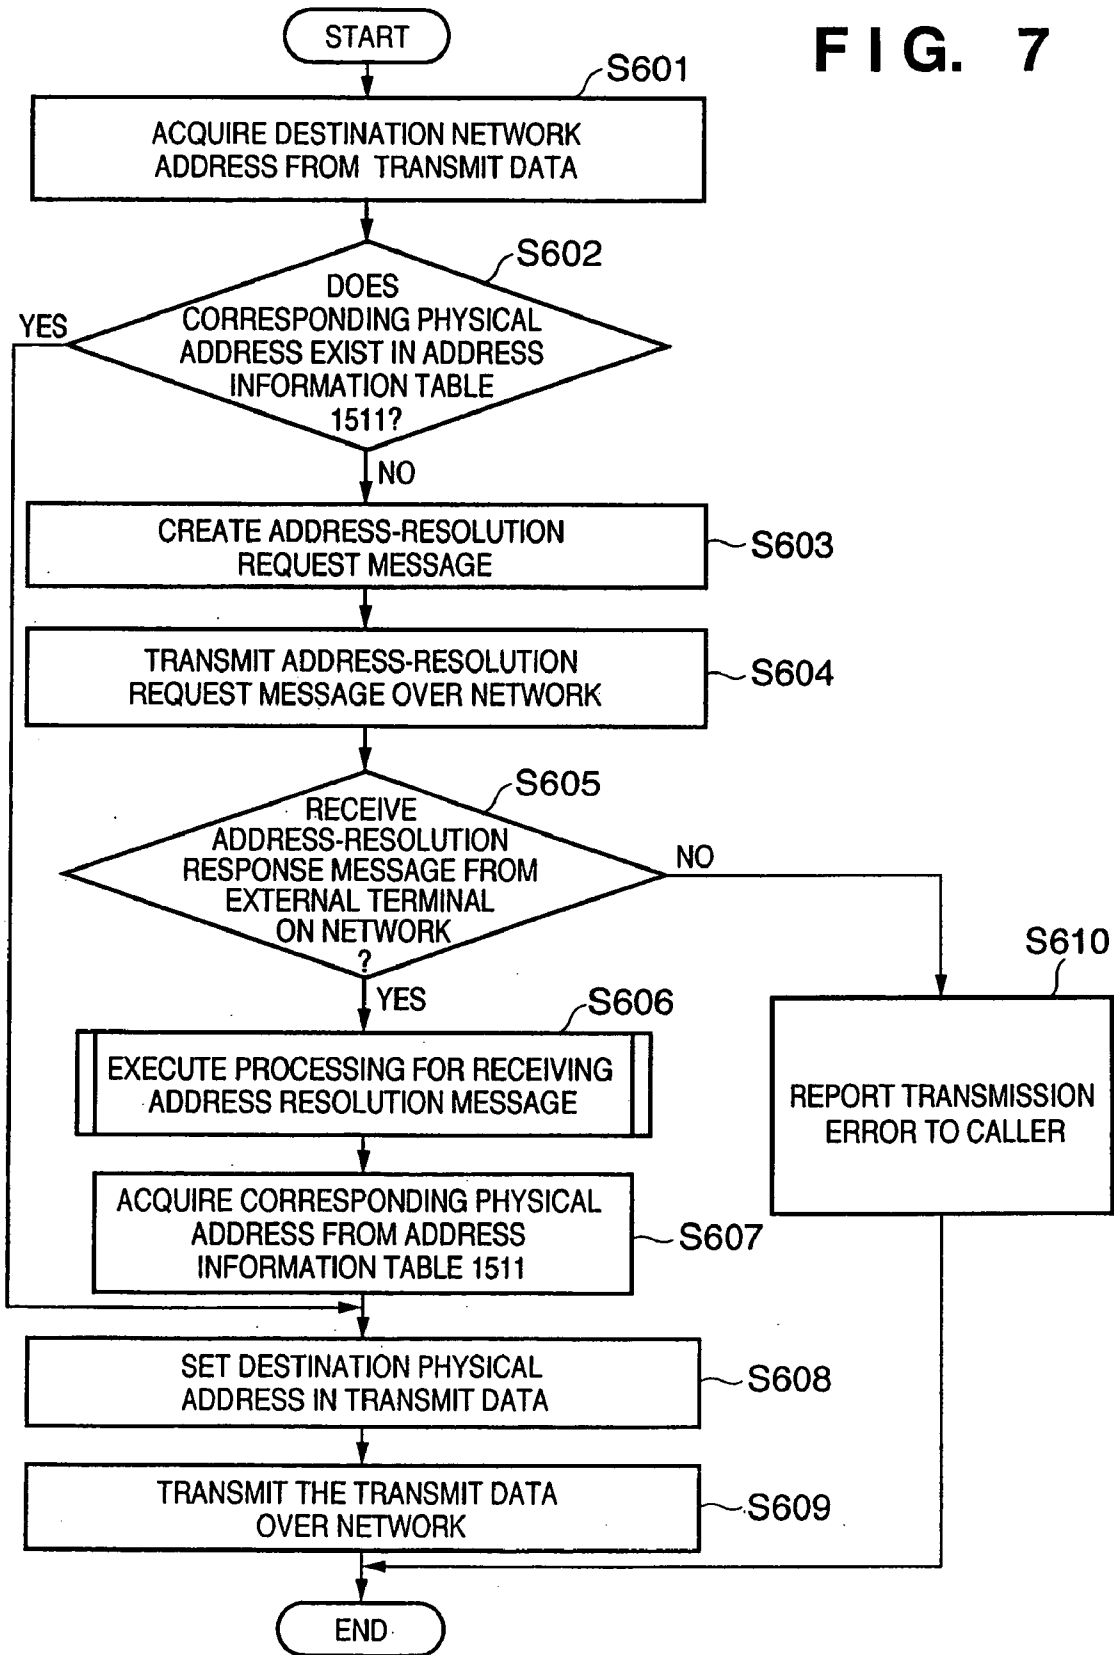 FIG. 7
START
S601
ACQUIRE DESTINATION NETWORK
ADDRESS FROM TRANSMIT DATA
S602
DOES
CORRESPONDING PHYSICAL
ADDRESS EXIST IN ADDRESS
INFORMATION TABLE
1511?
YES
NO
CREATE ADDRESS-RESOLUTION
REQUEST MESSAGE
S603
TRANSMIT ADDRESS-RESOLUTION
REQUEST MESSAGE OVER NETWORK
S604
S605
RECEIVE
ADDRESS-RESOLUTION
RESPONSE MESSAGE FROM
EXTERNAL TERMINAL
ON NETWORK
?
NO
YES
S606
EXECUTE PROCESSING FOR RECEIVING
ADDRESS RESOLUTION MESSAGE
S610
REPORT TRANSMISSION
ERROR TO CALLER
ACQUIRE CORRESPONDING PHYSICAL
ADDRESS FROM ADDRESS
INFORMATION TABLE 1511
S607
SET DESTINATION PHYSICAL
ADDRESS IN TRANSMIT DATA
S608
TRANSMIT THE TRANSMIT DATA
OVER NETWORK
S609
END